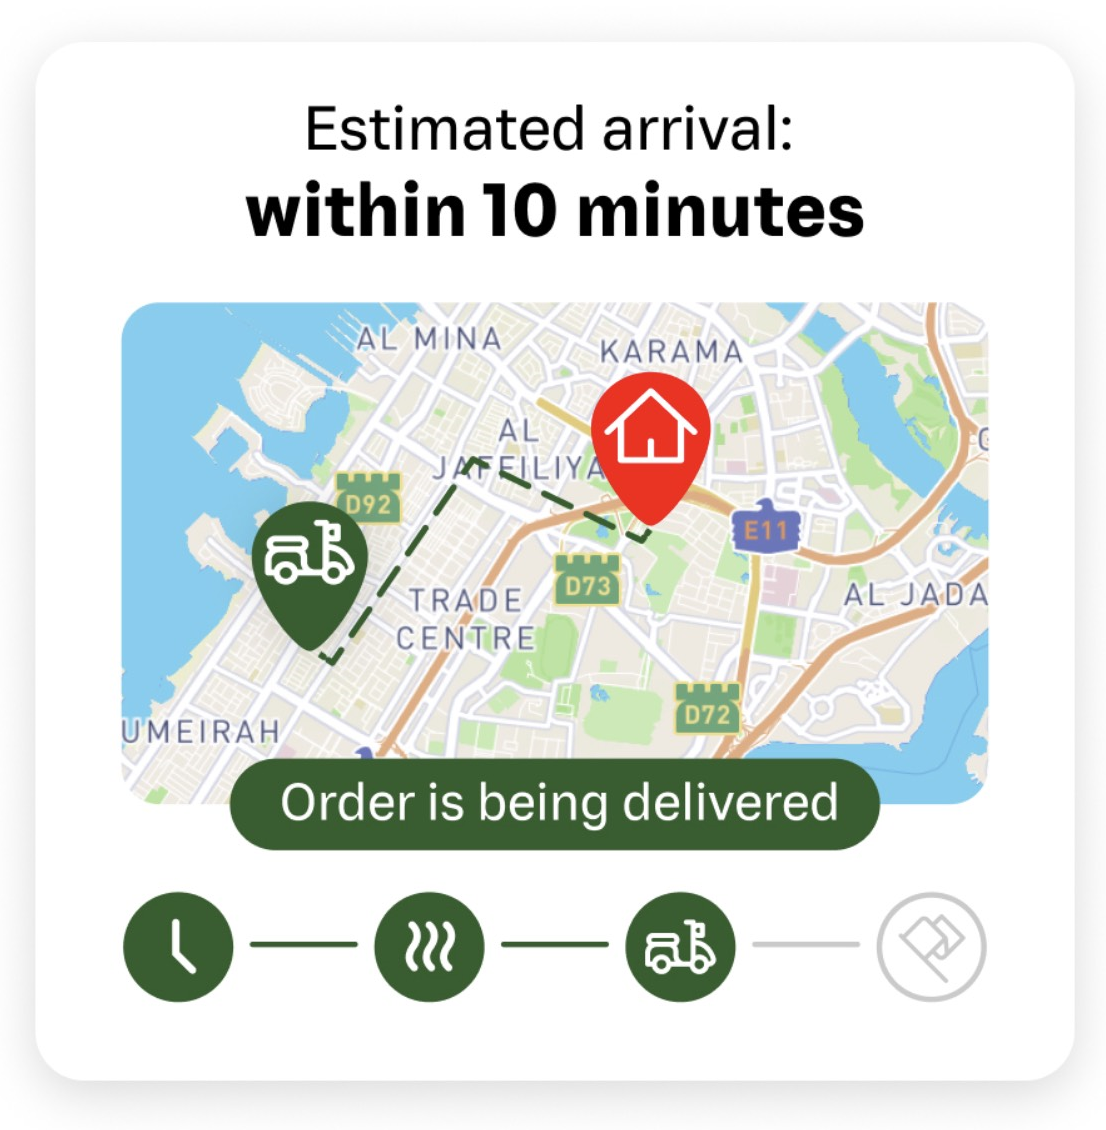 Estimated arrival:
within 10 minutes
AL MINA
KARAMA
AL
JAFFILIYA
D92
E11
D73
AL JADA
TRADE
CENTRE
D72
UMEIRAH
Order is being delivered